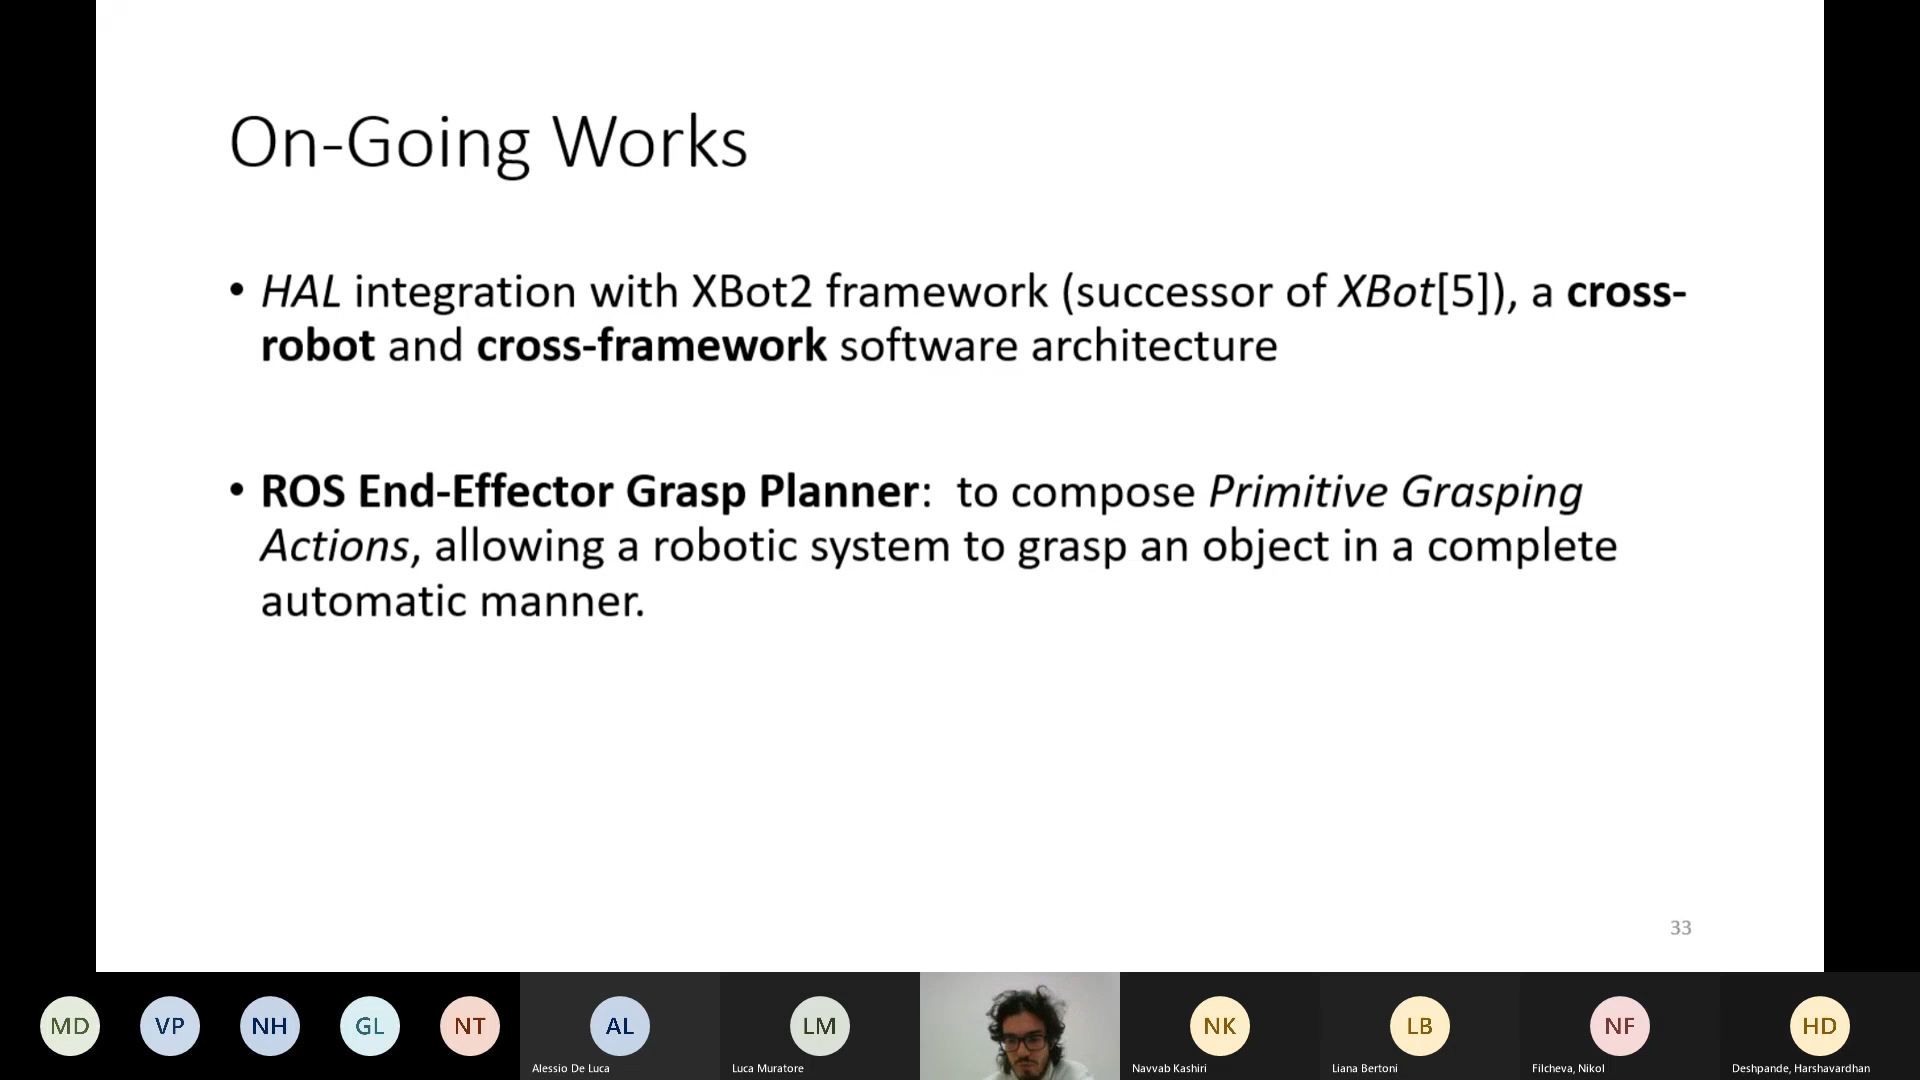 On-Going Works
• HAL integration with XBot2 framework (successor of XBot[5]), a cross-
robot and cross-framework software architecture
• ROS End-Effector Grasp Planner:  to compose Primitive Grasping
Actions, allowing a robotic system to grasp an object in a complete
automatic manner.
33
MD VP NH GL NT AL LM NK LB NF HD
Alessio De Luca Luca Muratore Navvab Kashiri Liana Bertoni Filcheva, Nikol Deshpande, Harshavardhan